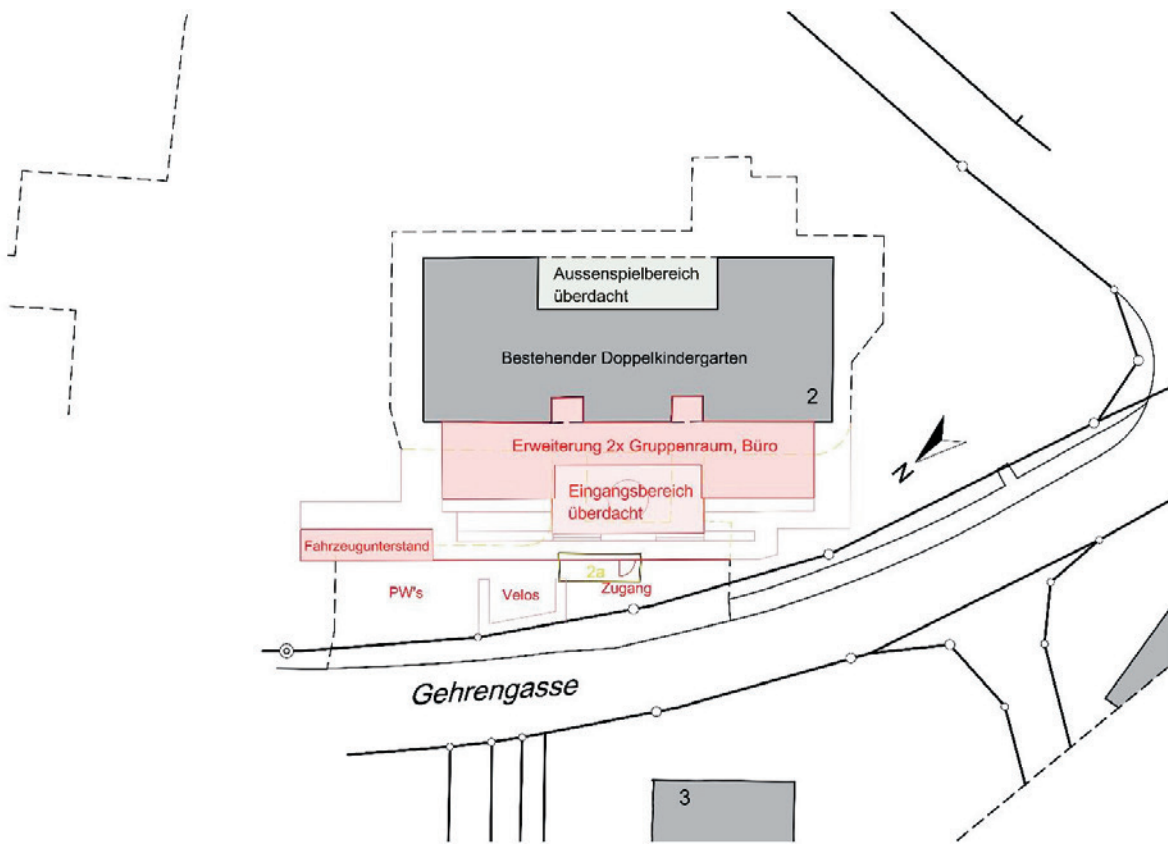 Aussenspielbereich
überdacht
Bestehender Doppelkindergarten
2
Erweiterung 2x Gruppenraum, Büro
Eingangsbereich
überdacht
N
Fahrzeugunterstand
2a
PW's
Velos
Zugang
Gehrengasse
3